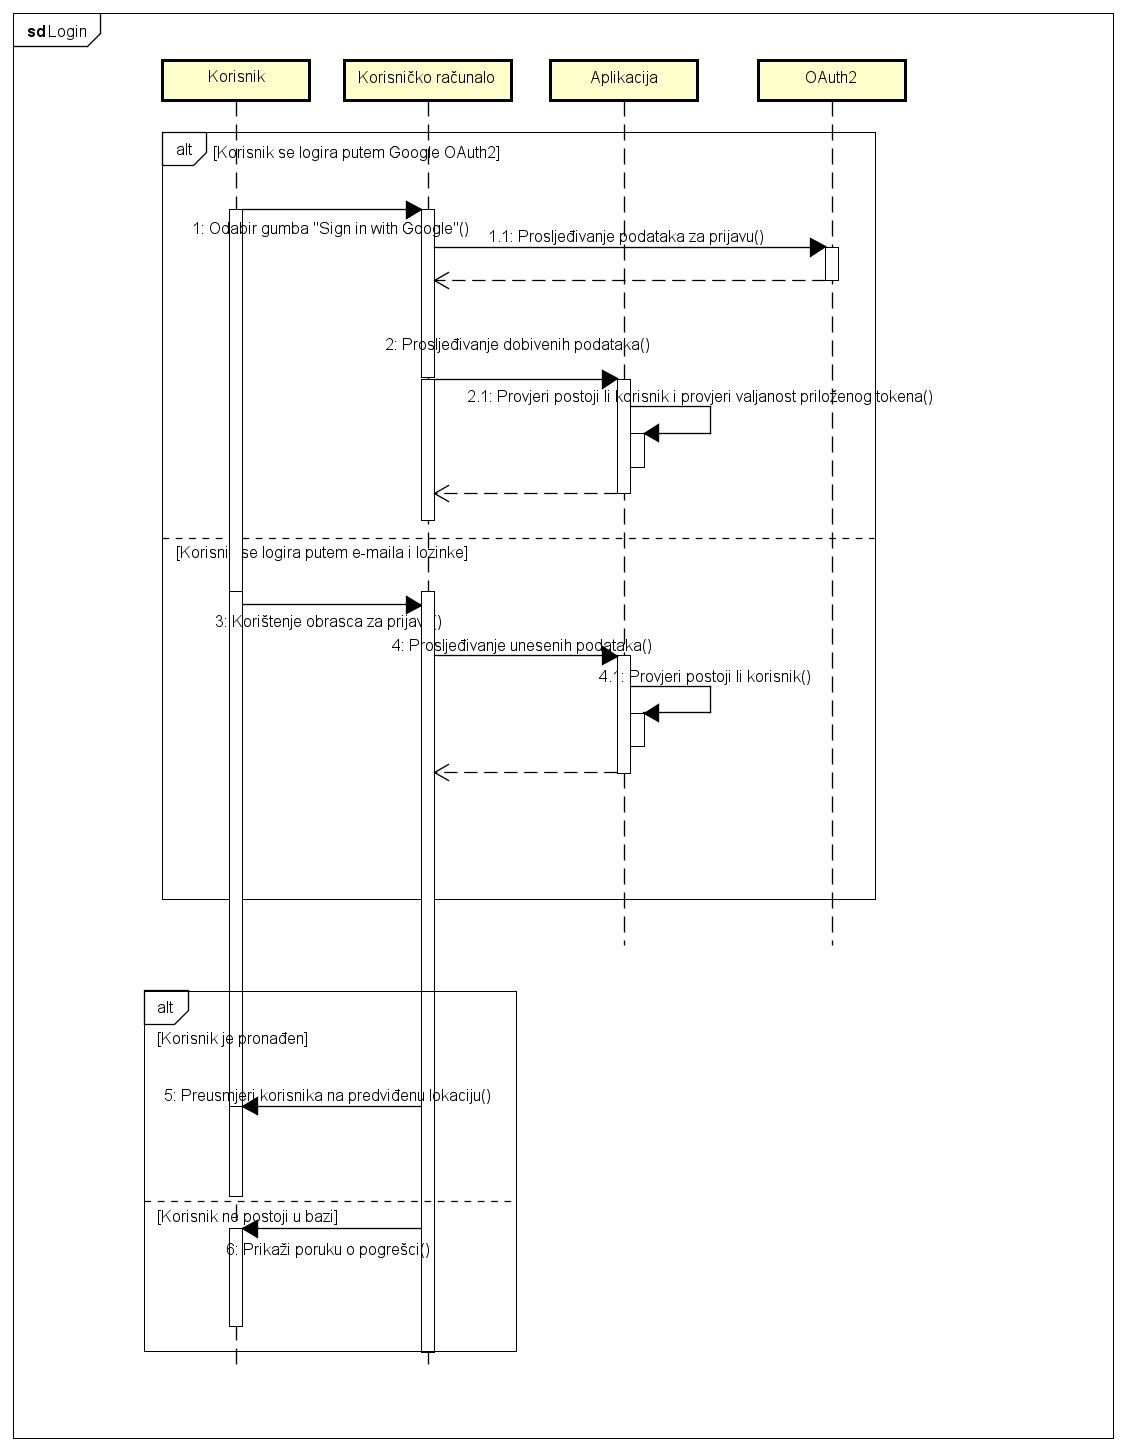 sd Login
Korisnik
Korisničko računalo
Aplikacija
OAuth2
alt
[Korisnik se logira putem Google OAuth2]
1: Odabir gumba "Sign in with Google"()
1.1: Prosljeđivanje podataka za prijavu()
2: Prosljeđivanje dobivenih podataka()
2.1: Provjeri postoji li korisnik i provjeri valjanost priloženog tokena()
[Korisnik se logira putem e-maila i lozinke]
3: Korištenje obrasca za prijavu()
4: Prosljeđivanje unesenih podataka()
4.1: Provjeri postoji li korisnik()
alt
[Korisnik je pronađen]
5: Preusmjeri korisnika na predviđenu lokaciju()
[Korisnik ne postoji u bazi]
6: Prikaži poruku o pogrešci()